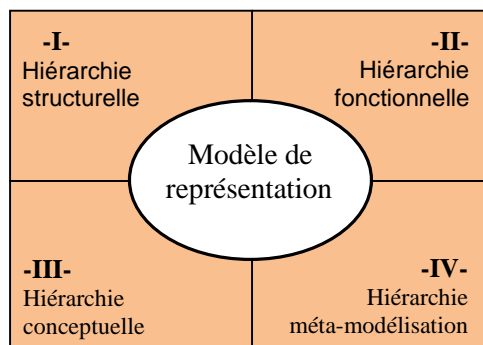 -I-
Hiérarchie
structurelle
-II-
Hiérarchie
fonctionnelle
Modèle de
représentation
-III-
Hiérarchie
conceptuelle
-IV-
Hiérarchie
méta-modélisation